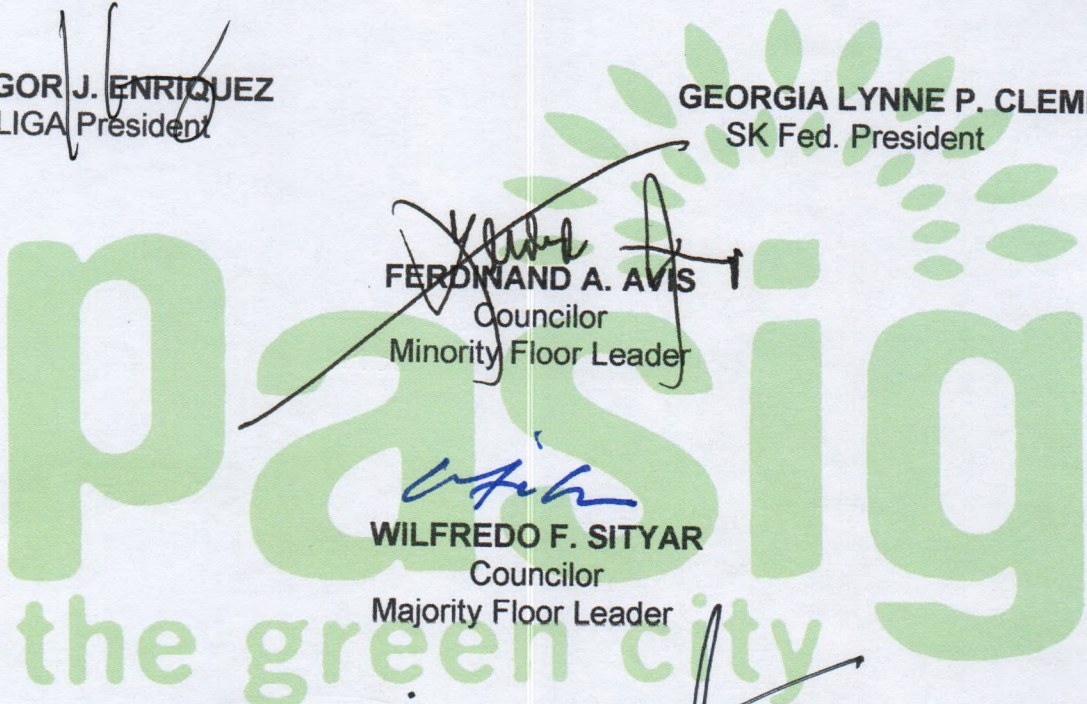 GOR J. ENRIQUEZ
LIGA President
GEORGIA LYNNE P. CLEM
SK Fed. President
FERDINAND A. AVIS
Councilor
Minority Floor Leader
WILFREDO F. SITYAR
Councilor
Majority Floor Leader
pasig
the green city